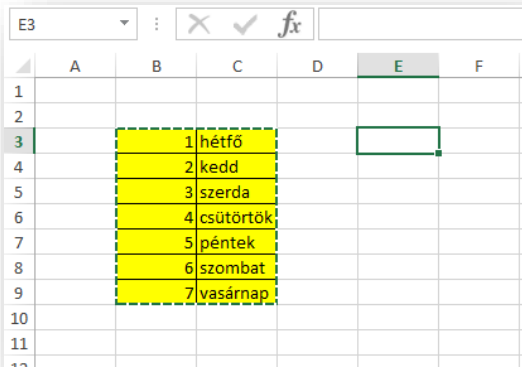 E3
fx
A B C D E F
1
2
3 1 hétfő
4 2 kedd
5 3 szerda
6 4 csütörtök
7 5 péntek
8 6 szombat
9 7 vasárnap
10
11